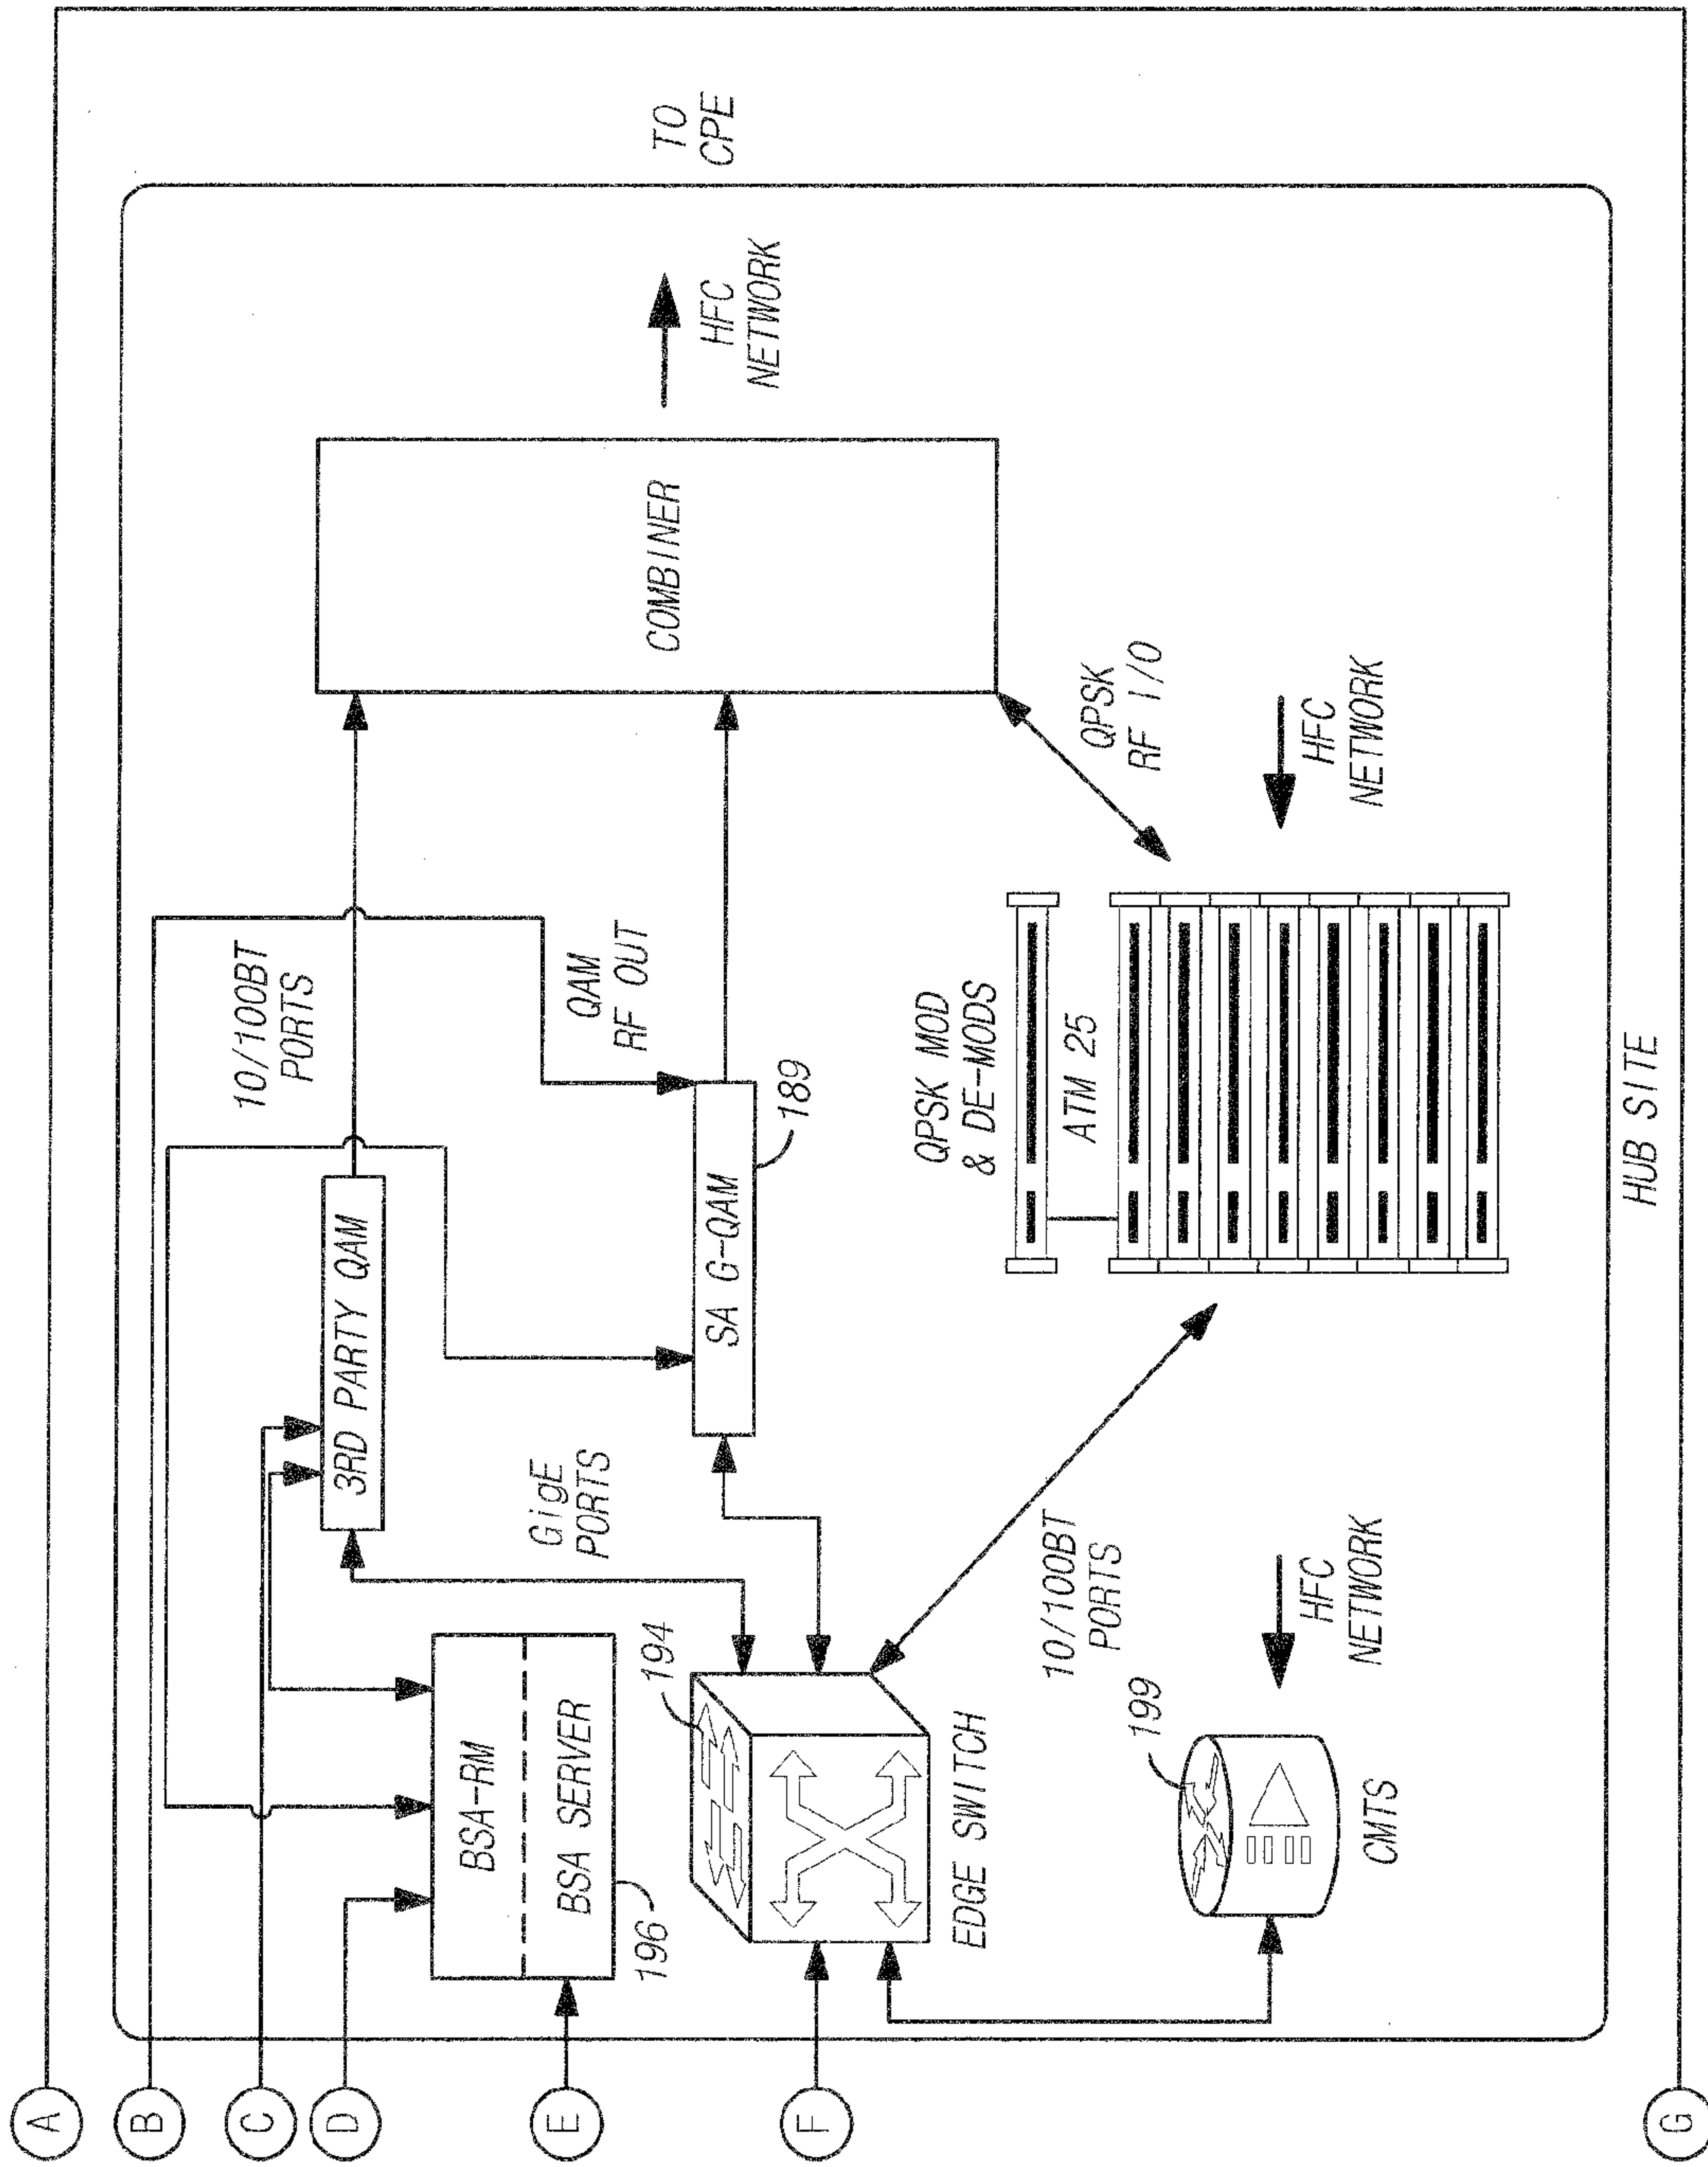 A
B
C
D
E
F
G
10/100BT
PORTS
3RD PARTY QAM
BSA-RM
BSA SERVER
196
GigE
PORTS
QAM
RF OUT
SA G-QAM
189
194
EDGE SWITCH
COMBINER
HFC
NETWORK
TO
CPE
QPSK
RF I/O
QPSK MOD
& DE-MODS
ATM 25
HFC
NETWORK
10/100BT
PORTS
199
CMTS
HFC
NETWORK
HUB SITE